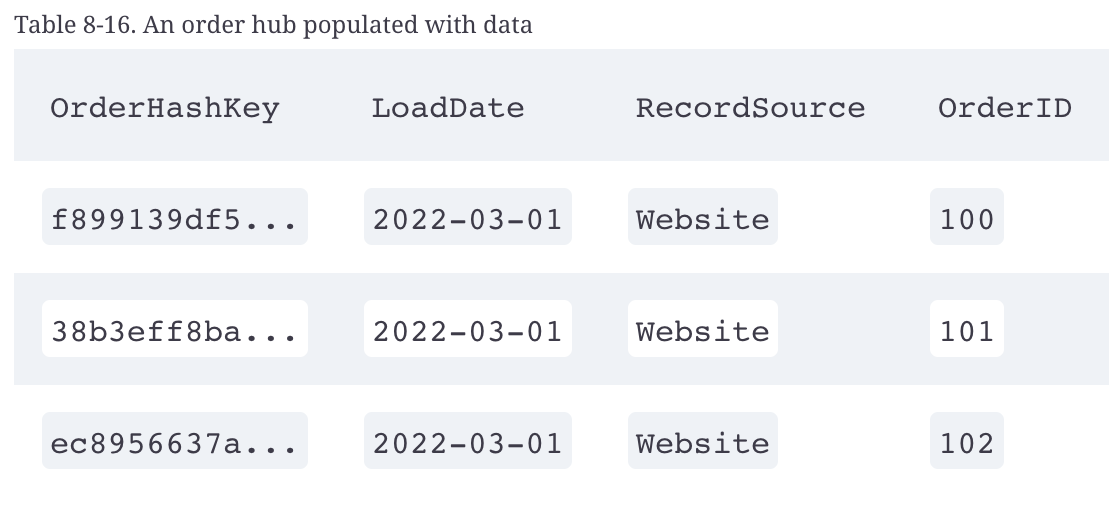 Table 8-16. An order hub populated with data
OrderHashKey LoadDate RecordSource OrderID
f899139df5... 2022-03-01 Website 100
38b3eff8ba... 2022-03-01 Website 101
ec8956637a... 2022-03-01 Website 102